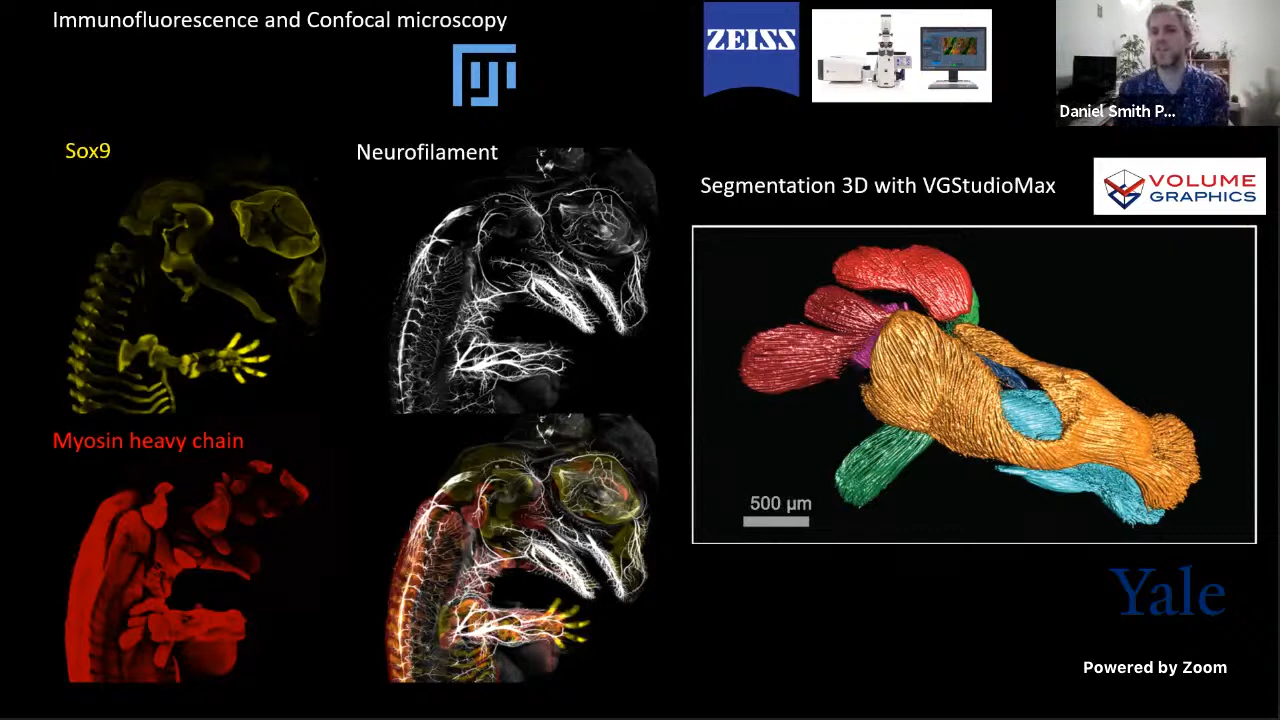 Immunofluorescence and Confocal microscopy
ZEISS
Daniel Smith P...
Sox9
Neurofilament
Segmentation 3D with VGStudioMax
VOLUME
GRAPHICS
Myosin heavy chain
500 µm
Yale
Powered by Zoom